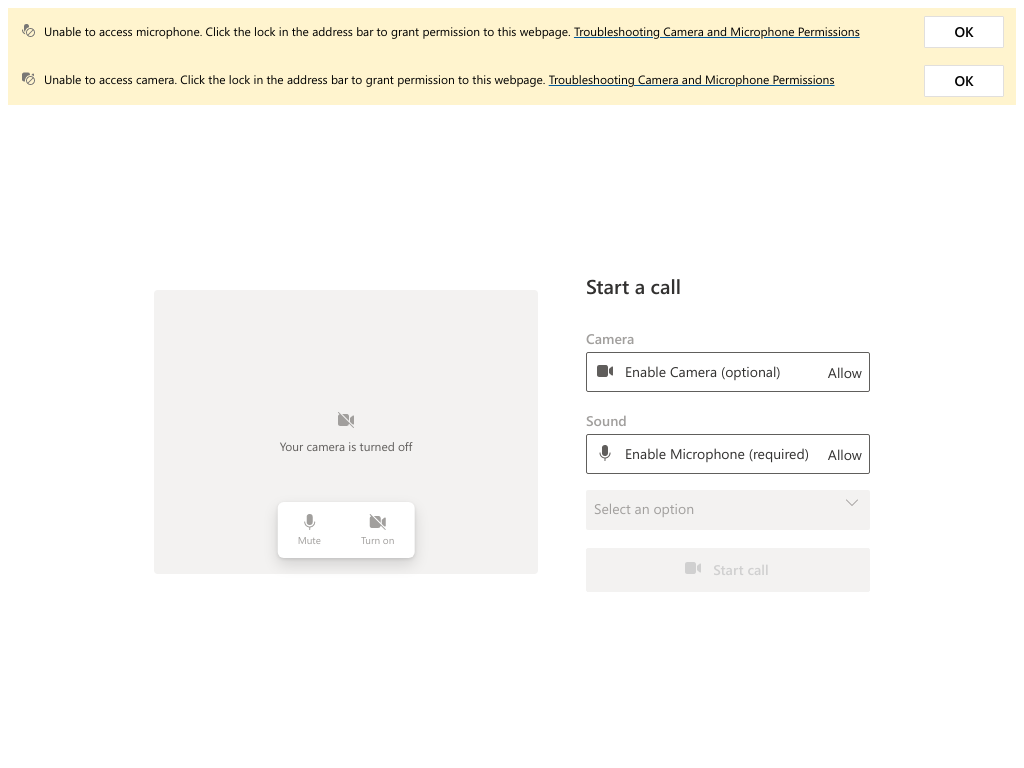 Unable to access microphone. Click the lock in the address bar to grant permission to this webpage. Troubleshooting Camera and Microphone Permissions
OK
Unable to access camera. Click the lock in the address bar to grant permission to this webpage. Troubleshooting Camera and Microphone Permissions
OK
Your camera is turned off
Mute
Turn on
Start a call
Camera
Enable Camera (optional)
Allow
Sound
Enable Microphone (required)
Allow
Select an option
Start call